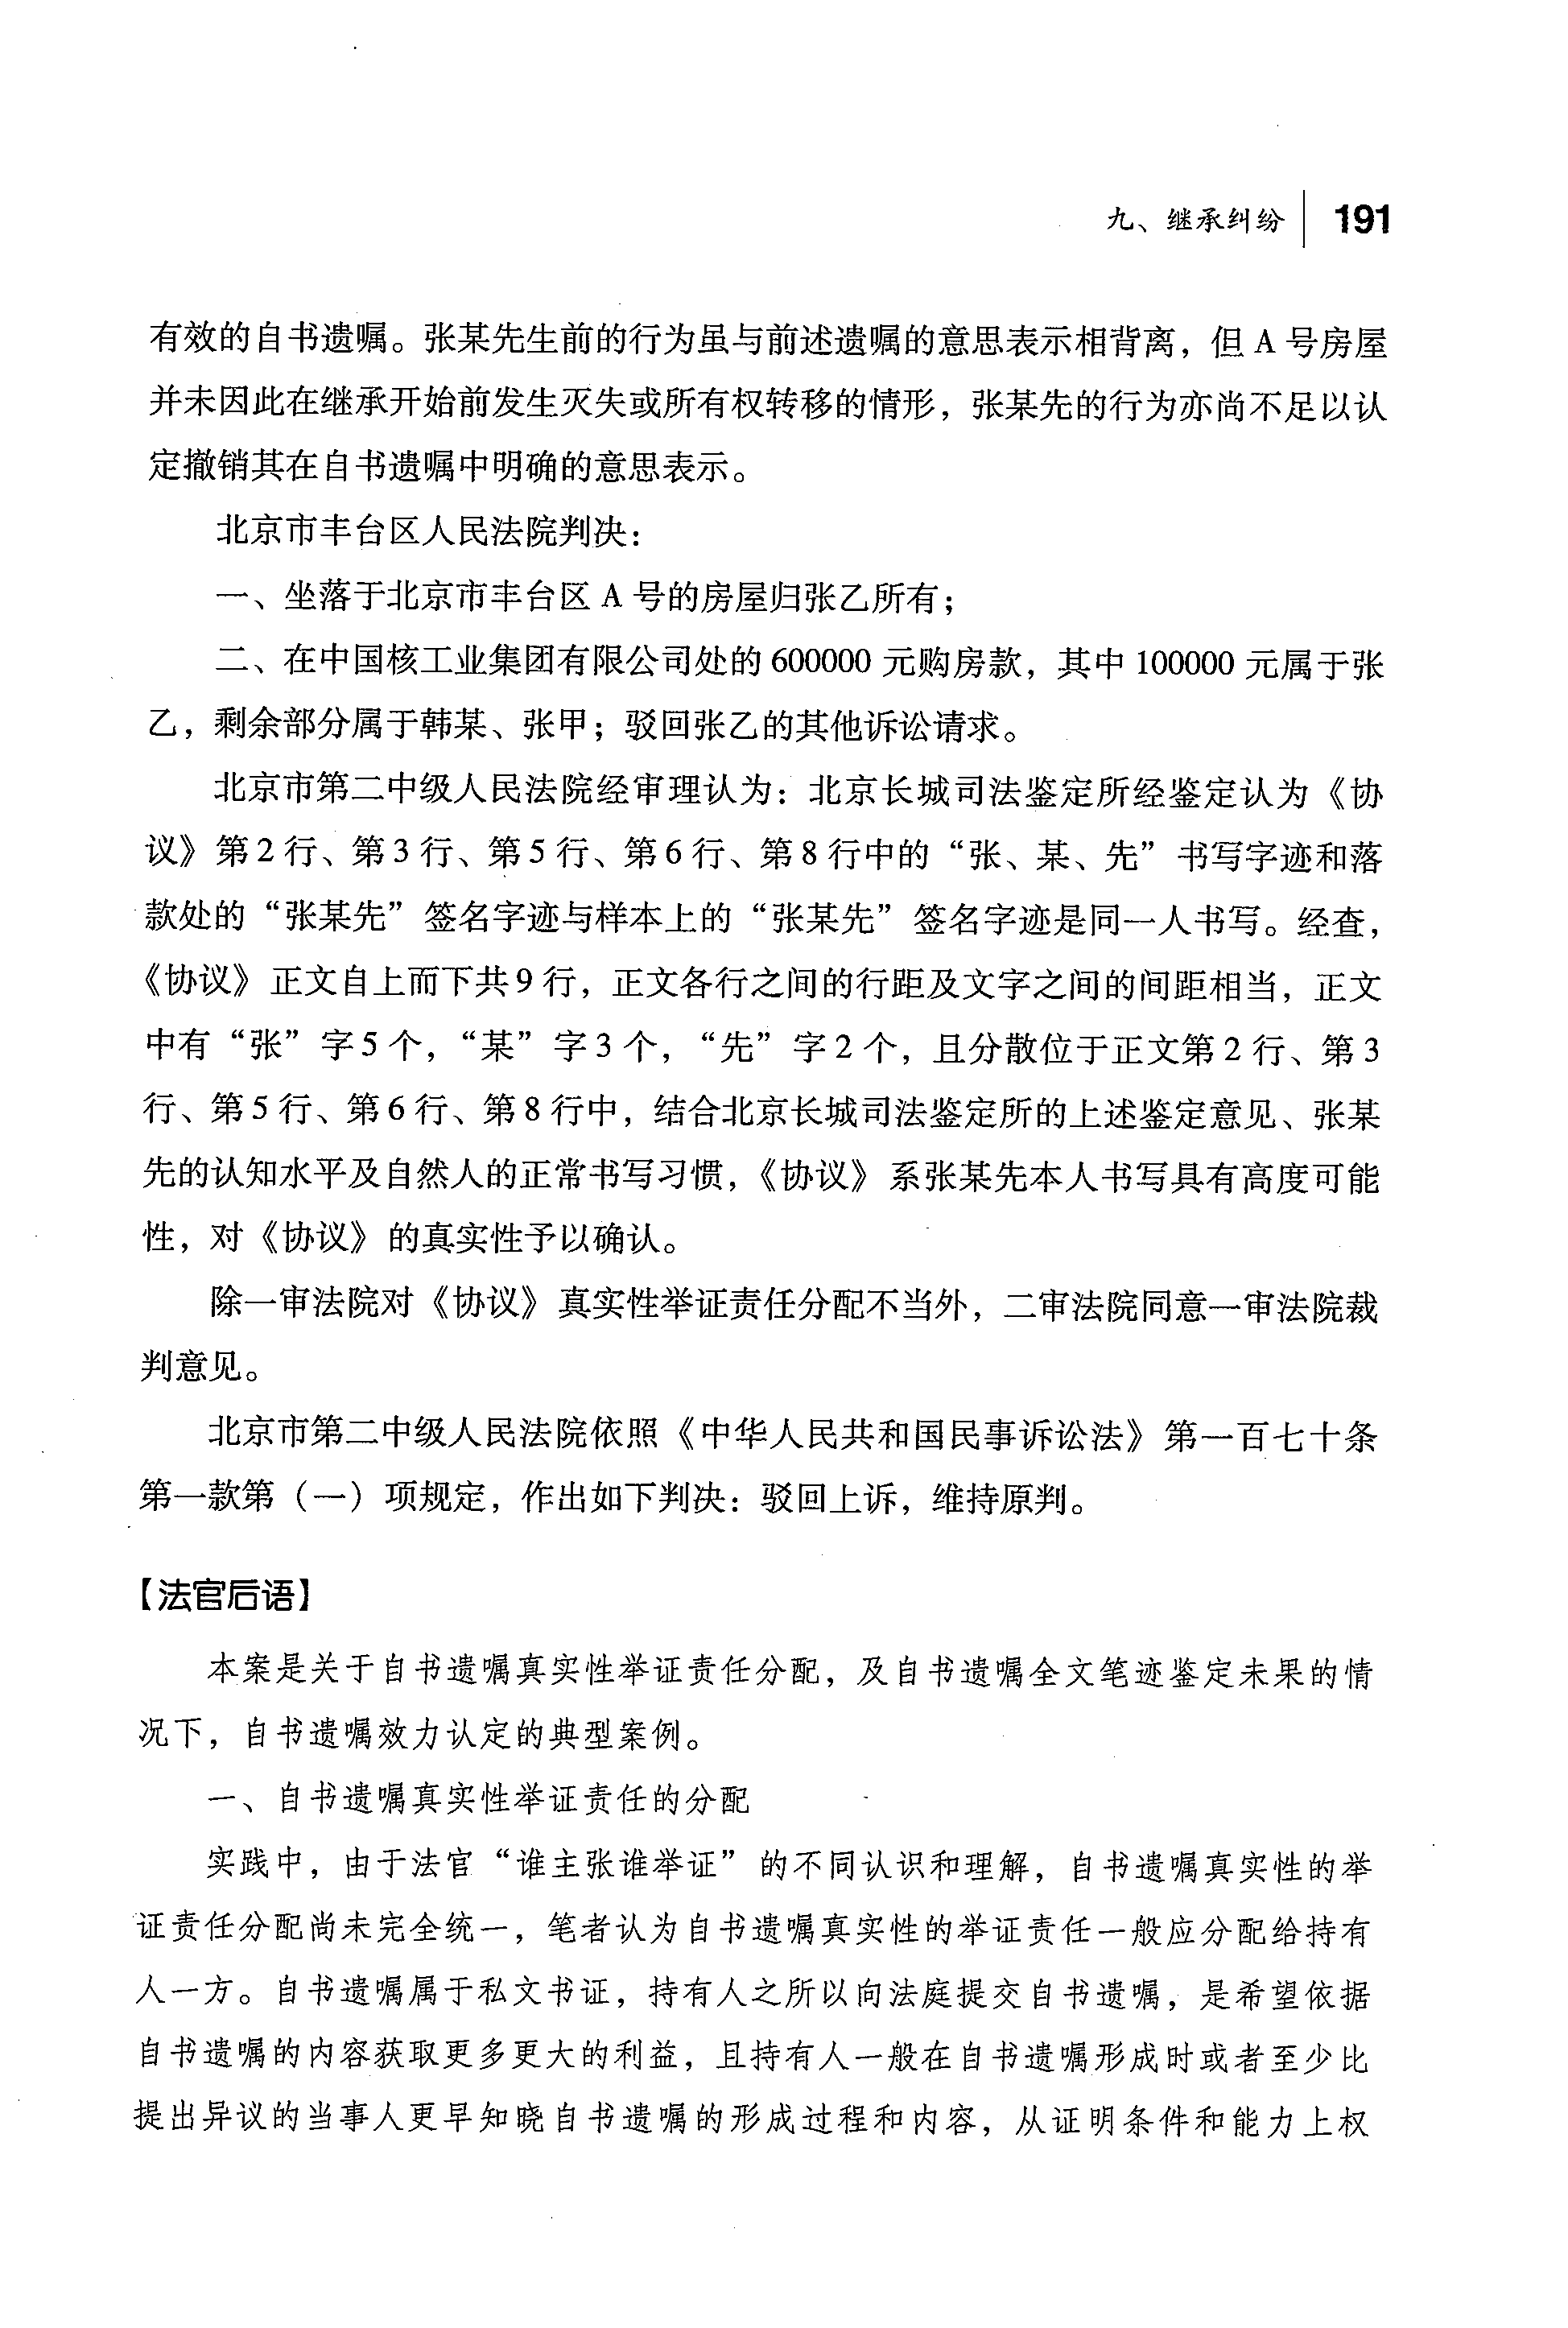 九、继承纠纷 191
有效的自书遗嘱。张某先生前的行为虽与前述遗嘱的意思表示相背离，但 A 号房屋
并未因此在继承开始前发生灭失或所有权转移的情形，张某先的行为亦尚不足以认
定撤销其在自书遗嘱中明确的意思表示。
北京市丰台区人民法院判决：
一、坐落于北京市丰台区 A 号的房屋归张乙所有；
二、在中国核工业集团有限公司处的 600000 元购房款，其中 100000 元属于张
乙，剩余部分属于韩某、张甲；驳回张乙的其他诉讼请求。
北京市第二中级人民法院经审理认为：北京长城司法鉴定所经鉴定认为《协
议》第 2 行、第 3 行、第 5 行、第 6 行、第 8 行中的“张、某、先”书写字迹和落
款处的“张某先”签名字迹与样本上的“张某先”签名字迹是同一人书写。经查，
《协议》正文自上而下共 9 行，正文各行之间的行距及文字之间的间距相当，正文
中有“张”字 5 个，“某”字 3 个，“先”字 2 个，且分散位于正文第 2 行、第 3
行、第 5 行、第 6 行、第 8 行中，结合北京长城司法鉴定所的上述鉴定意见、张某
先的认知水平及自然人的正常书写习惯，《协议》系张某先本人书写具有高度可能
性，对《协议》的真实性予以确认。
除一审法院对《协议》真实性举证责任分配不当外，二审法院同意一审法院裁
判意见。
北京市第二中级人民法院依照《中华人民共和国民事诉讼法》第一百七十条
第一款第（一）项规定，作出如下判决：驳回上诉，维持原判。
【法官后语】
本案是关于自书遗嘱真实性举证责任分配，及自书遗嘱全文笔迹鉴定未果的情
况下，自书遗嘱效力认定的典型案例。
一、自书遗嘱真实性举证责任的分配
实践中，由于法官“谁主张谁举证”的不同认识和理解，自书遗嘱真实性的举
证责任分配尚未完全统一，笔者认为自书遗嘱真实性的举证责任一般应分配给持有
人一方。自书遗嘱属于私文书证，持有人之所以向法庭提交自书遗嘱，是希望依据
自书遗嘱的内容获取更多更大的利益，且持有人一般在自书遗嘱形成时或者至少比
提出异议的当事人更早知晓自书遗嘱的形成过程和内容，从证明条件和能力上权